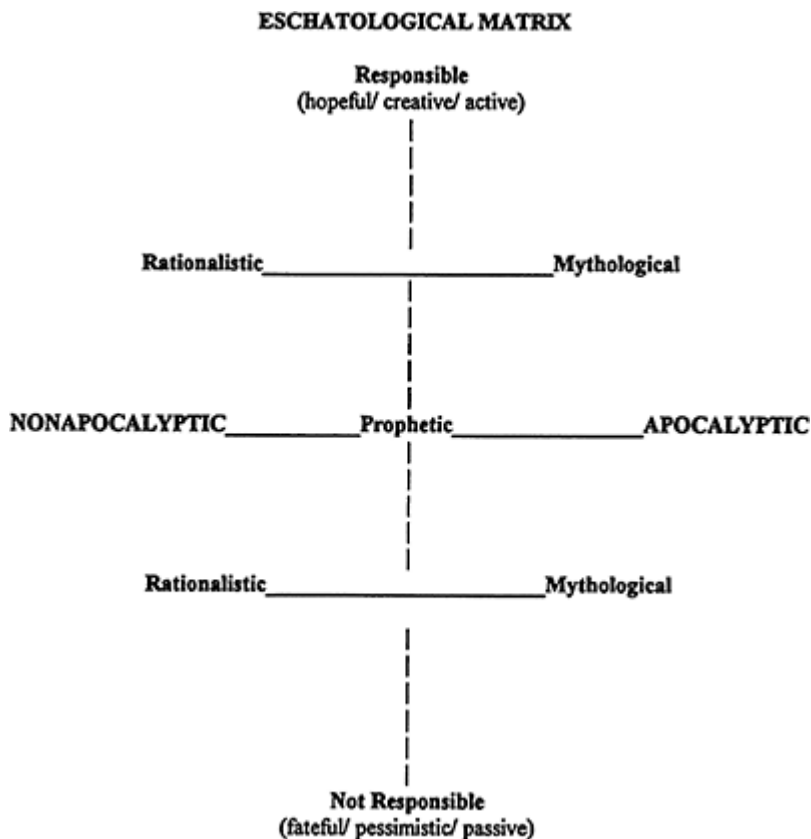 ESCHATOLOGICAL MATRIX
Responsible
(hopeful/ creative/ active)
Rationalistic Mythological
NONAPOCALYPTIC Prophetic APOCALYPTIC
Rationalistic Mythological
Not Responsible
(fateful/ pessimistic/ passive)